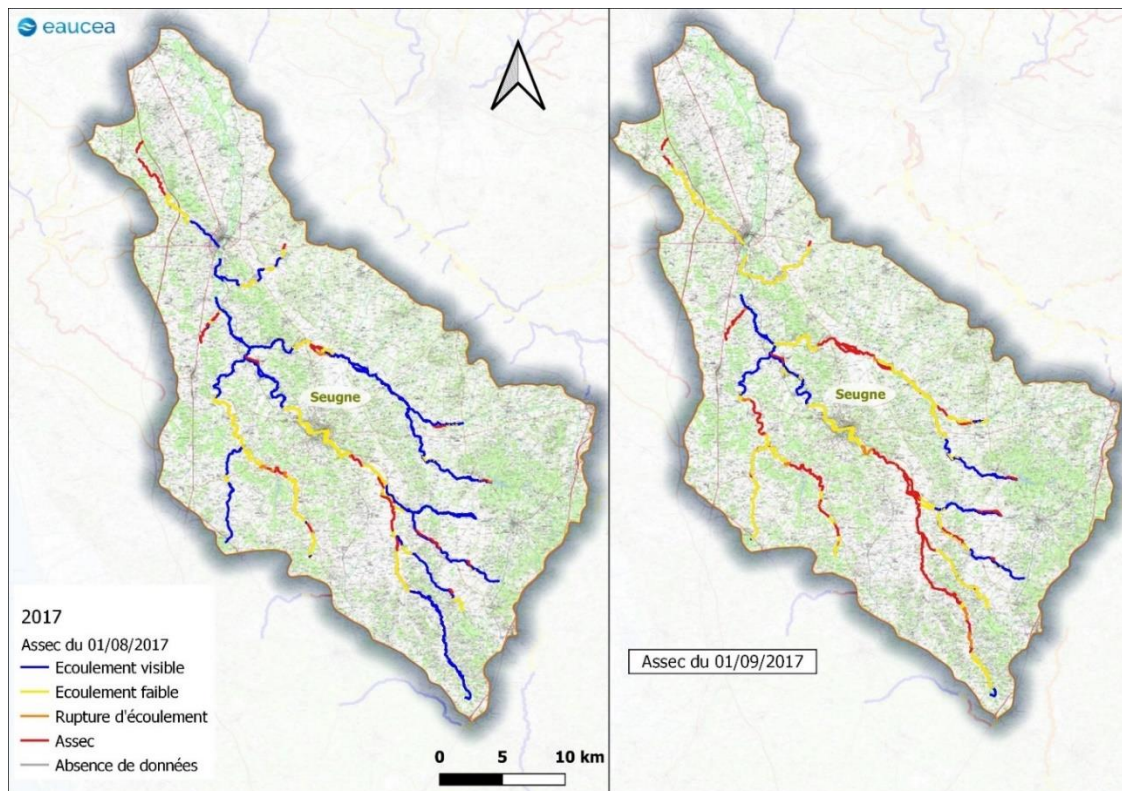 eaucea
Seugne
2017
Assec du 01/08/2017
Ecoulement visible
Ecoulement faible
Rupture d'écoulement
Assec
Absence de données
0 5 10 km
Seugne
Assec du 01/09/2017